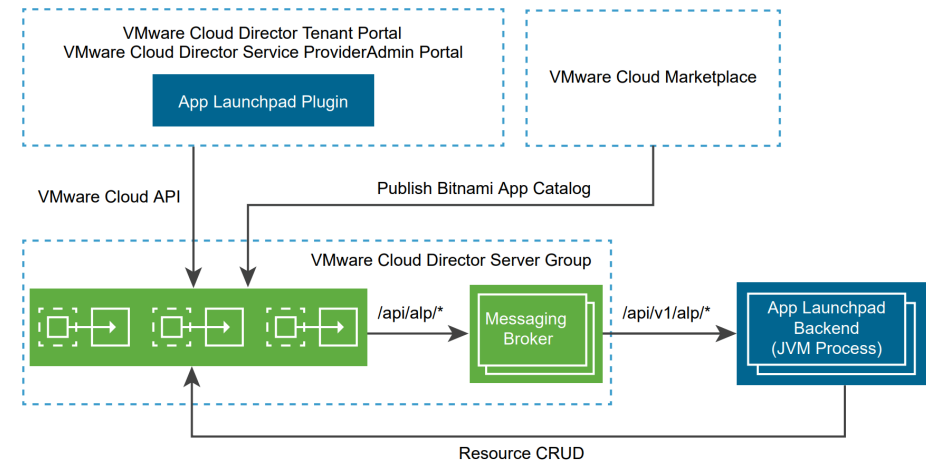 VMware Cloud Director Tenant Portal
VMware Cloud Director Service ProviderAdmin Portal
App Launchpad Plugin
VMware Cloud Marketplace
VMware Cloud API
Publish Bitnami App Catalog
VMware Cloud Director Server Group
/api/alp/*
Messaging
Broker
/api/v1/alp/*
App Launchpad
Backend
(JVM Process)
Resource CRUD